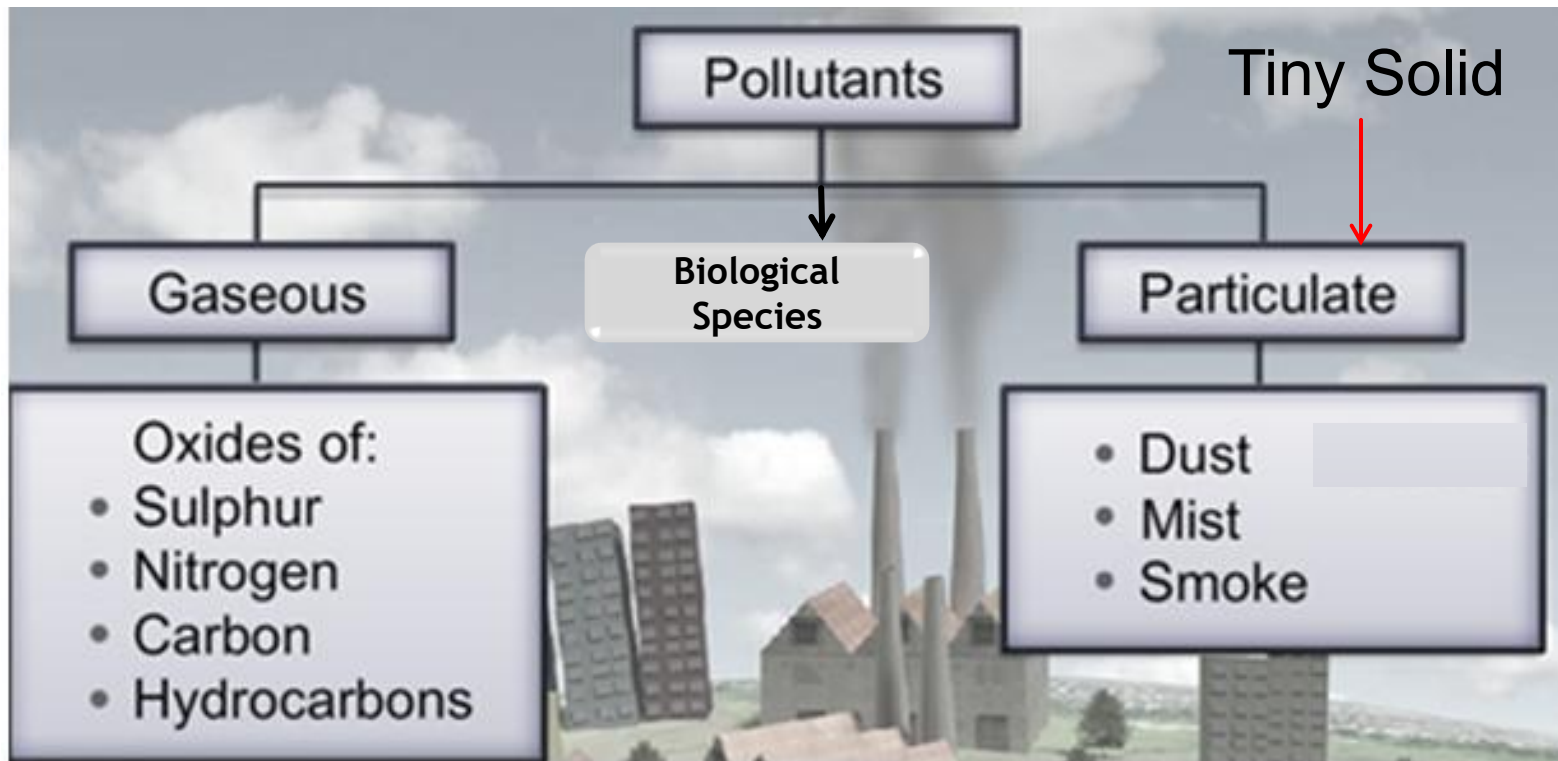 Pollutants
Tiny Solid
Gaseous
Biological
Species
Particulate
Oxides of:
• Sulphur
• Nitrogen
• Carbon
• Hydrocarbons
• Dust
• Mist
• Smoke